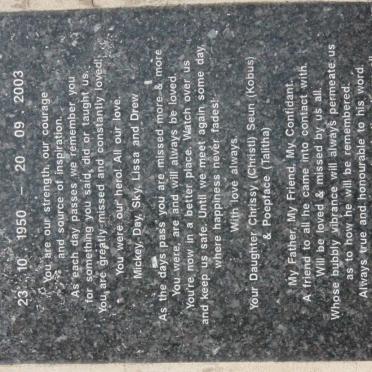 23 10 1950 – 20 09 2003
You are our strength, our courage
and source of inspiration.
As each day passes we remember you
for something you said, did or taught us.
You are greatly missed and constantly loved!
You were our hero! All our love.
Mickey, Day, Sky, Lissa and Drew
As the days pass you are missed more & more
You were, are and will always be loved.
You're now in a better place. Watch over us
and keep us safe. Until we meet again some day,
where happiness never fades!
With love always
Your Daughter Chrissy, (Christl) Seun (Kobus)
& Poopface (Talitha)
My Father, My Friend, My Confidant.
A friend to all he came into contact with.
Will be loved & missed by us all.
Whose bubbly vibrance will always permeate us
as to how he will be remembered.
Always true and honourable to his word.